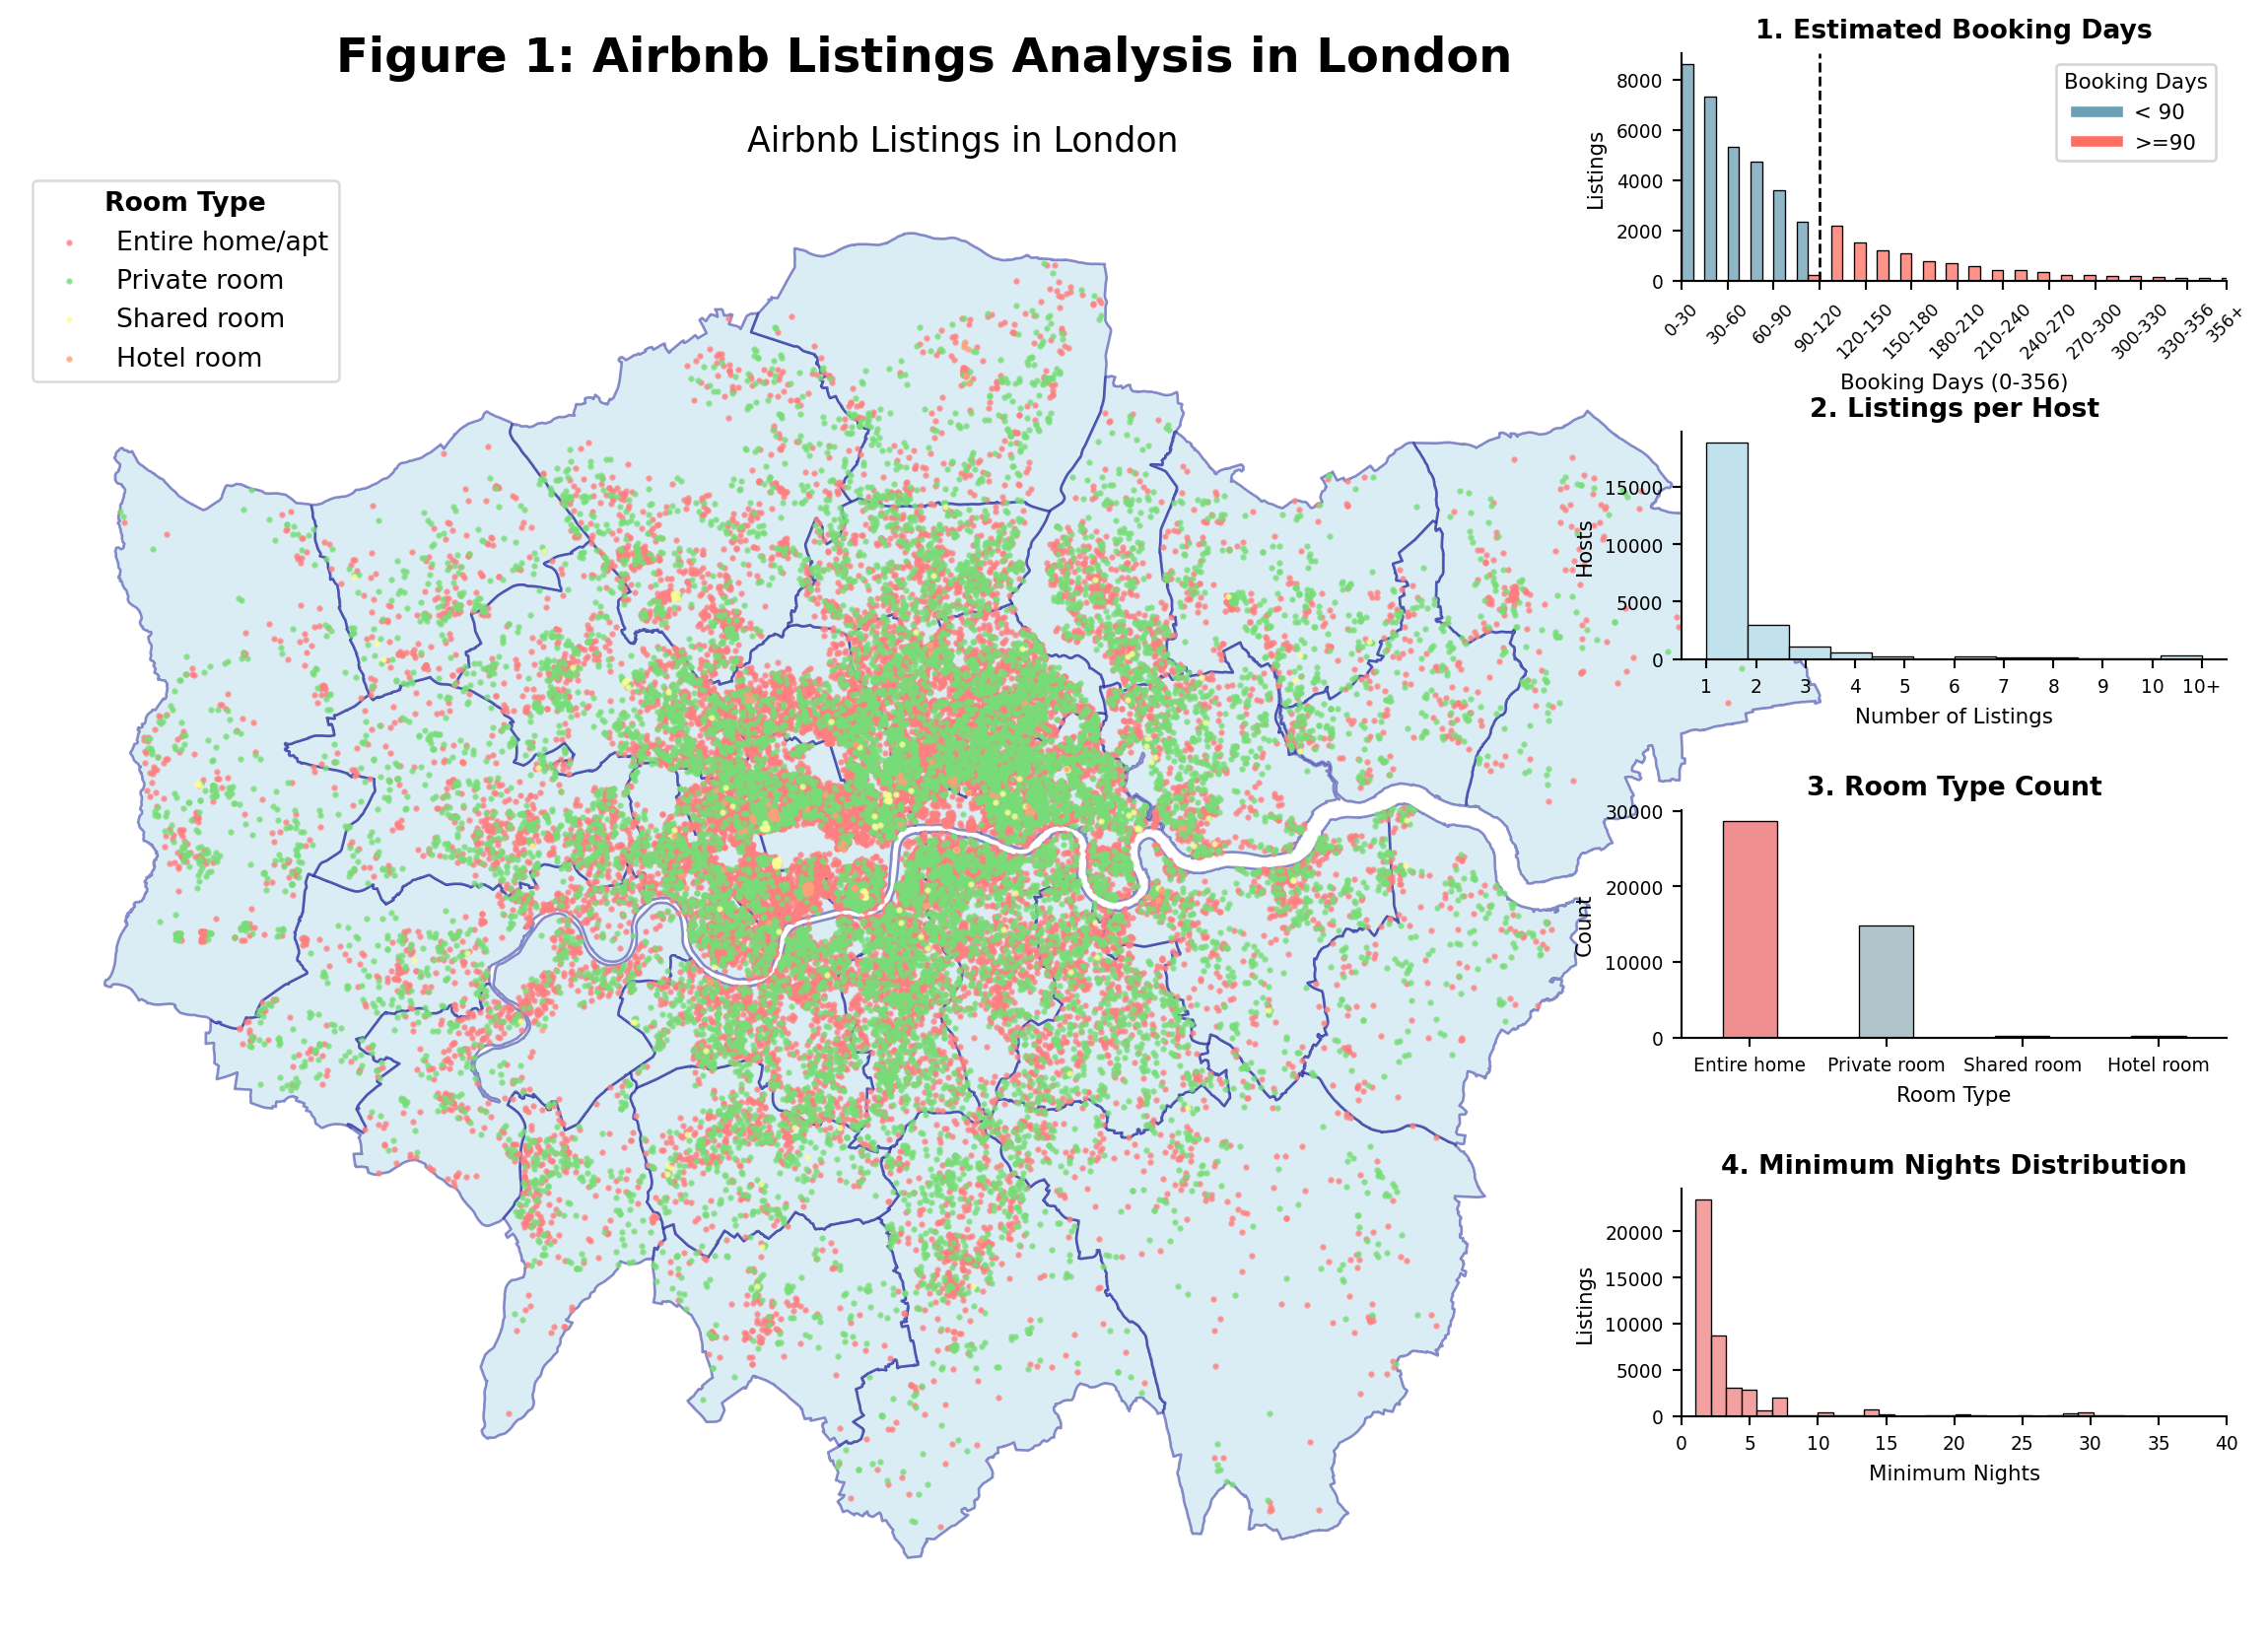 Figure 1: Airbnb Listings Analysis in London
Airbnb Listings in London
Room Type
Entire home/apt
Private room
Shared room
Hotel room
1. Estimated Booking Days
Listings
8000
6000
4000
2000
0
Booking Days
< 90
>=90
0-30
30-60
60-90
90-120
120-150
150-180
180-210
210-240
240-270
270-300
300-330
330-356
356+
Booking Days (0-356)
2. Listings per Host
Hosts
15000
10000
5000
0
1 2 3 4 5 6 7 8 9 10 10+
Number of Listings
3. Room Type Count
Count
30000
20000
10000
0
Entire home Private room Shared room Hotel room
Room Type
4. Minimum Nights Distribution
Listings
20000
15000
10000
5000
0
0 5 10 15 20 25 30 35 40
Minimum Nights